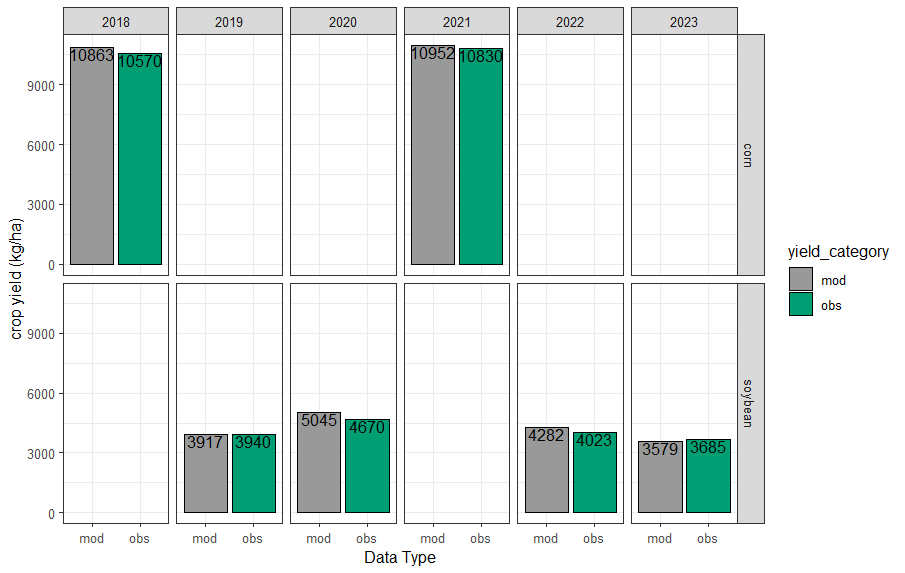 2018 2019 2020 2021 2022 2023
10863 10570 10952 10830
9000
6000
3000
0
corn
crop yield (kg/ha)
yield_category
mod
obs
9000
6000
3000
0
3917 3940 5045 4670 4282 4023 3579 3685
soybean
mod obs mod obs mod obs mod obs mod obs mod obs
Data Type